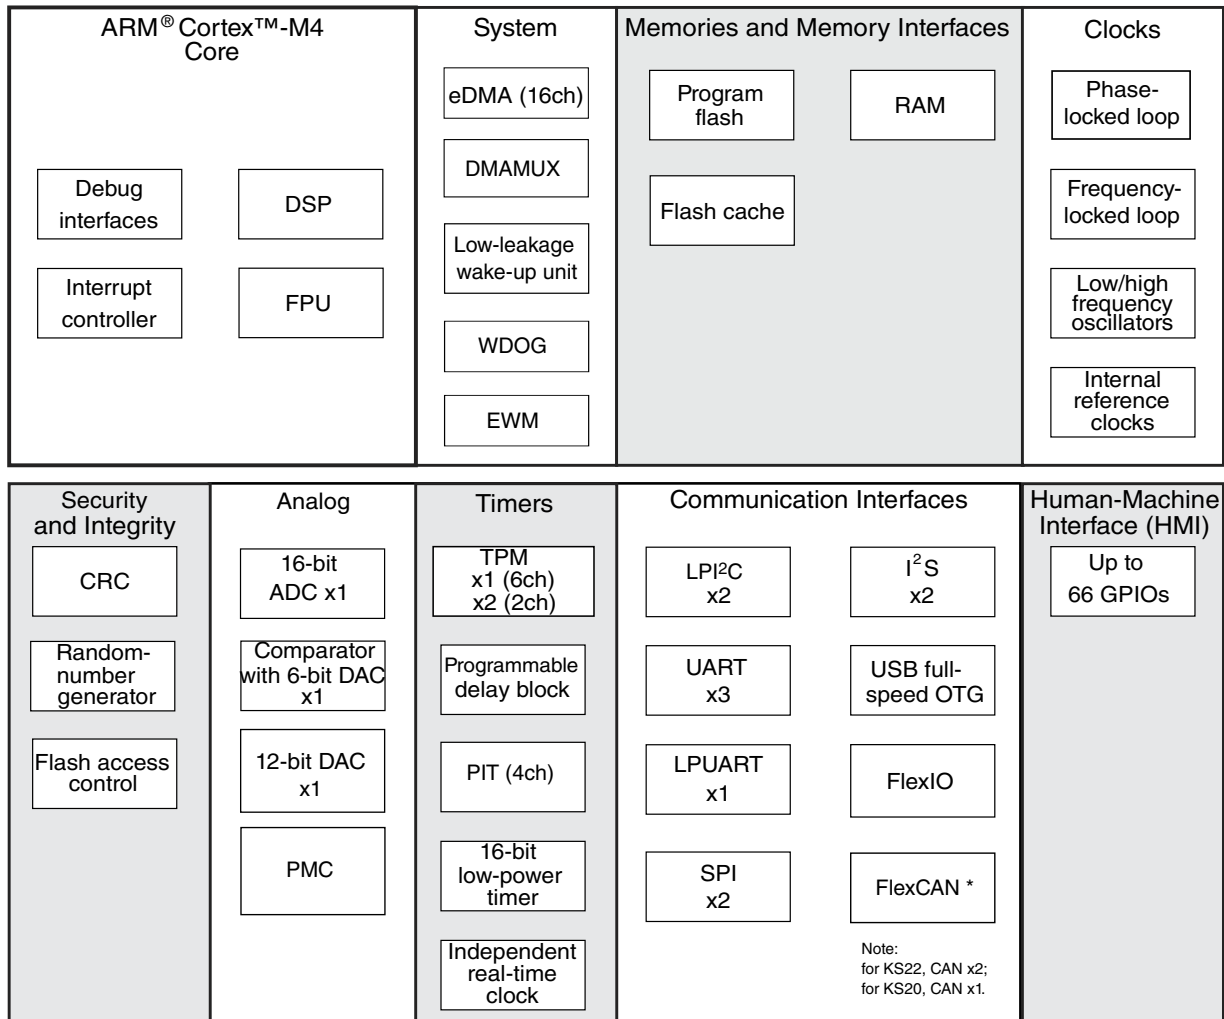 ARM® Cortex™-M4
Core
Debug
interfaces
DSP
Interrupt
controller
FPU
System
eDMA (16ch)
DMAMUX
Low-leakage
wake-up unit
WDOG
EWM
Memories and Memory Interfaces
Program
flash
RAM
Flash cache
Clocks
Phase-
locked loop
Frequency-
locked loop
Low/high
frequency
oscillators
Internal
reference
clocks
Security
and Integrity
CRC
Random-
number
generator
Flash access
control
Analog
16-bit
ADC x1
Comparator
with 6-bit DAC
x1
12-bit DAC
x1
PMC
Timers
TPM
x1 (6ch)
x2 (2ch)
Programmable
delay block
PIT (4ch)
16-bit
low-power
timer
Independent
real-time
clock
Communication Interfaces
LPI²C
x2
I²S
x2
UART
x3
USB full-
speed OTG
LPUART
x1
FlexIO
SPI
x2
FlexCAN *
Note:
for KS22, CAN x2;
for KS20, CAN x1.
Human-Machine
Interface (HMI)
Up to
66 GPIOs